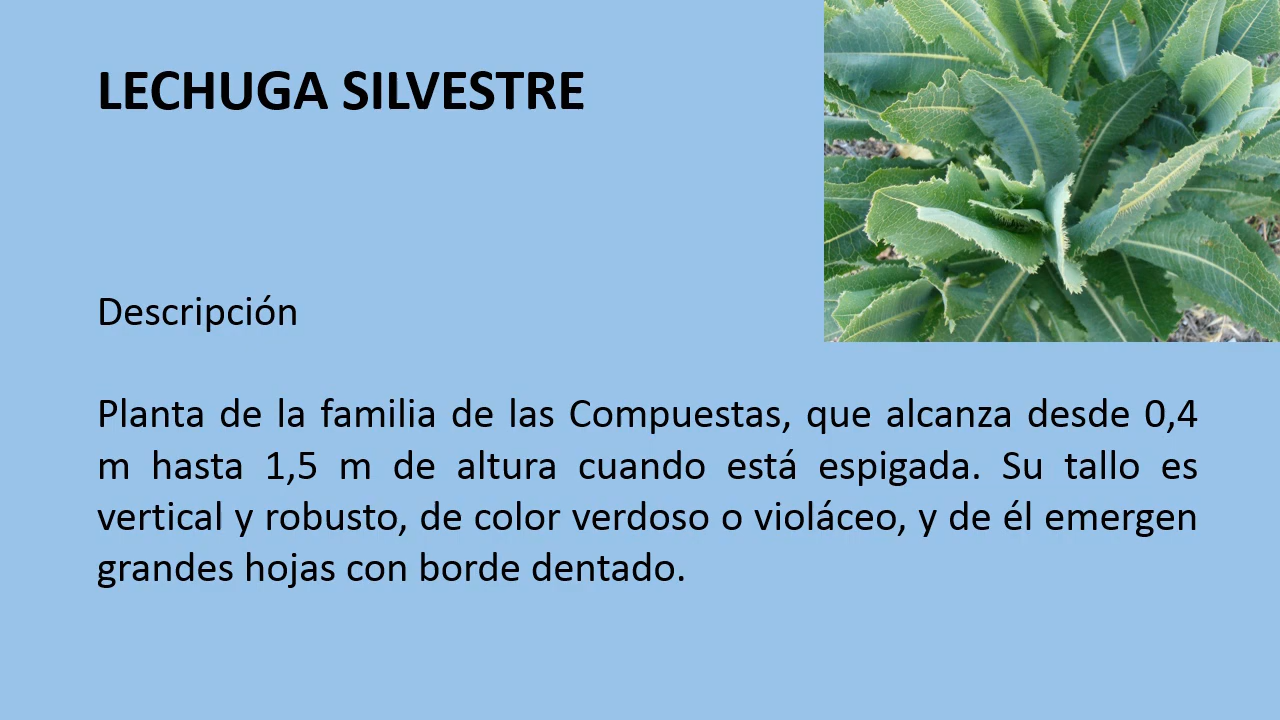 LECHUGA SILVESTRE
Descripción
Planta de la familia de las Compuestas, que alcanza desde 0,4
m hasta 1,5 m de altura cuando está espigada. Su tallo es
vertical y robusto, de color verdoso o violáceo, y de él emergen
grandes hojas con borde dentado.